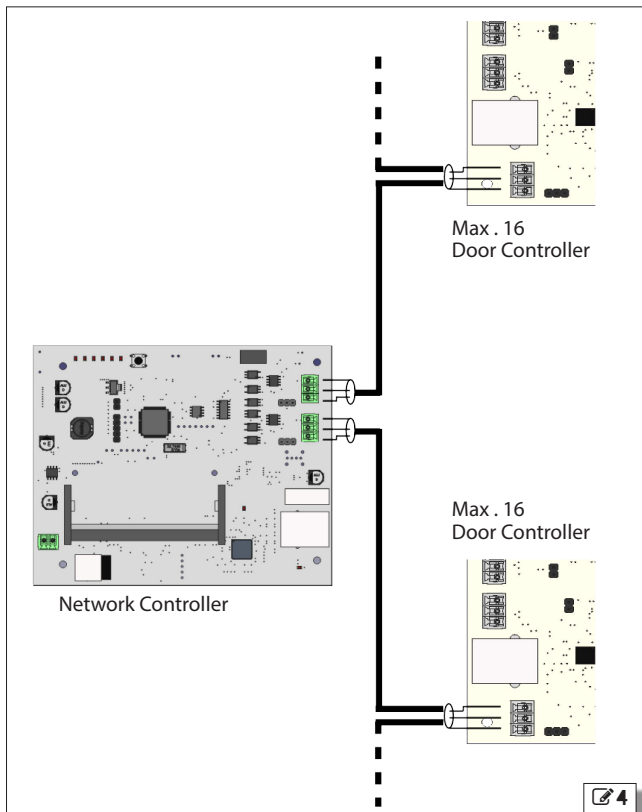 Max . 16
Door Controller
Network Controller
Max . 16
Door Controller
4